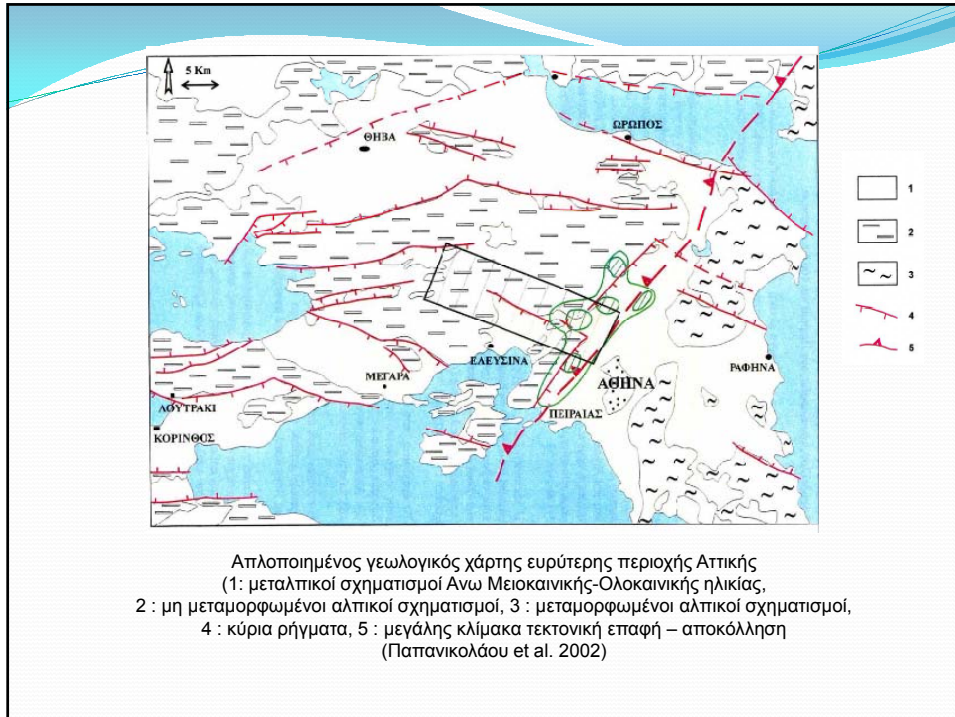 5 Km
ΘΗΒΑ
ΩΡΩΠΟΣ
1
2
3
4
5
ΕΛΕΥΣΙΝΑ
ΜΕΓΑΡΑ
ΑΘΗΝΑ
ΡΑΦΗΝΑ
ΛΟΥΤΡΑΚΙ
ΠΕΙΡΑΙΑΣ
ΚΟΡΙΝΘΟΣ
Απλοποιημένος γεωλογικός χάρτης ευρύτερης περιοχής Αττικής
(1: μεταλπικοί σχηματισμοί Ανω Μειοκαινικής-Ολοκαινικής ηλικίας,
2 : μη μεταμορφωμένοι αλπικοί σχηματισμοί, 3 : μεταμορφωμένοι αλπικοί σχηματισμοί,
4 : κύρια ρήγματα, 5 : μεγάλης κλίμακα τεκτονική επαφή – αποκόλληση
(Παπανικολάου et al. 2002)